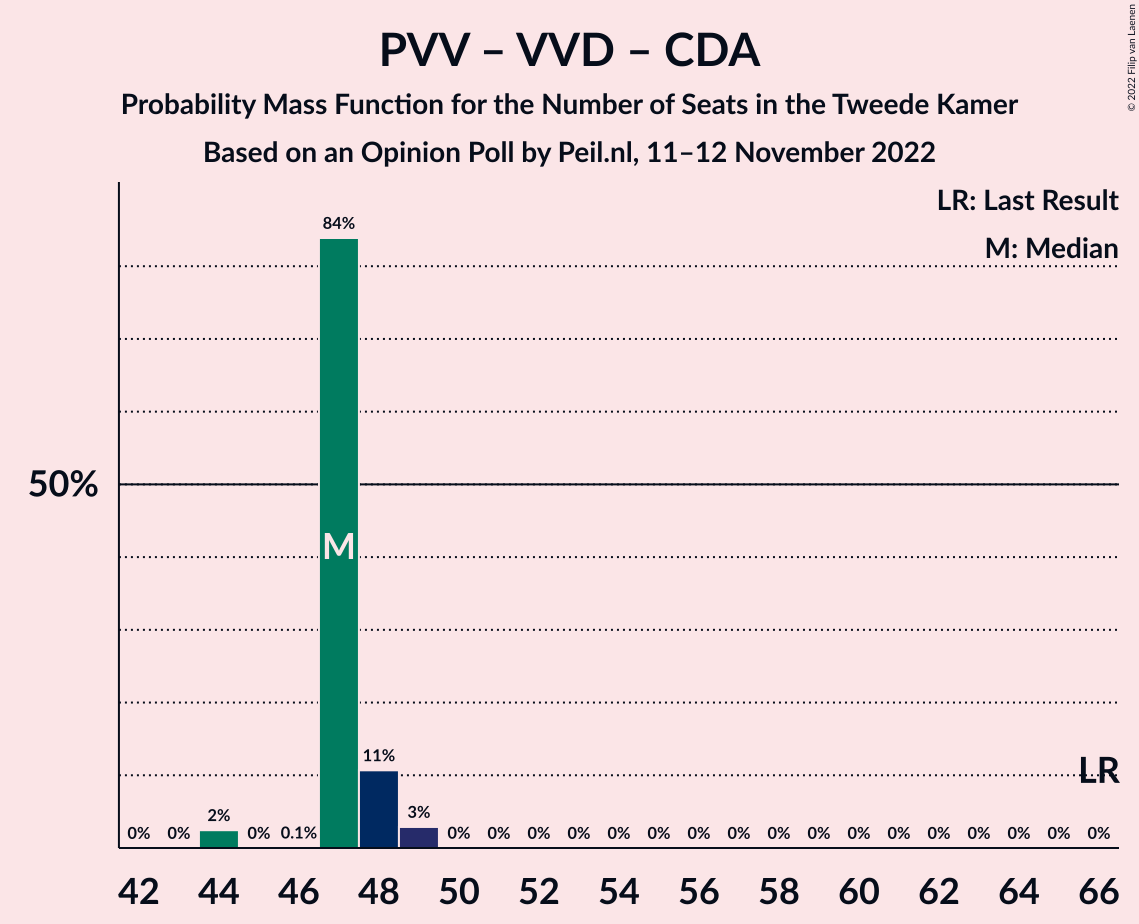 PVV – VVD – CDA
Probability Mass Function for the Number of Seats in the Tweede Kamer
Based on an Opinion Poll by Peil.nl, 11–12 November 2022
© 2022 Filip van Laenen
LR: Last Result
M: Median
84%
50%
M
11%
LR
2%
3%
0% 0% 0% 0.1% 0% 0% 0% 0% 0% 0% 0% 0% 0% 0% 0% 0% 0% 0% 0% 0% 0%
42 44 46 48 50 52 54 56 58 60 62 64 66